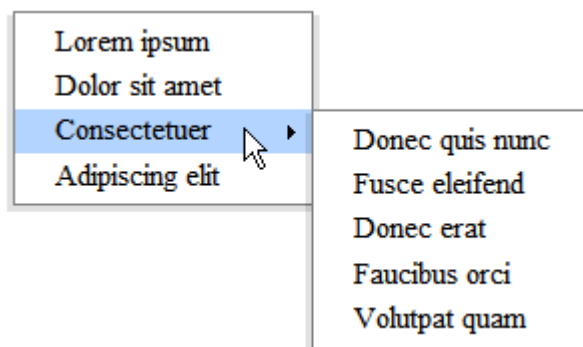 Lorem ipsum
Dolor sit amet
Consectetuer
Adipiscing elit
Donec quis nunc
Fusce eleifend
Donec erat
Faucibus orci
Volutpat quam